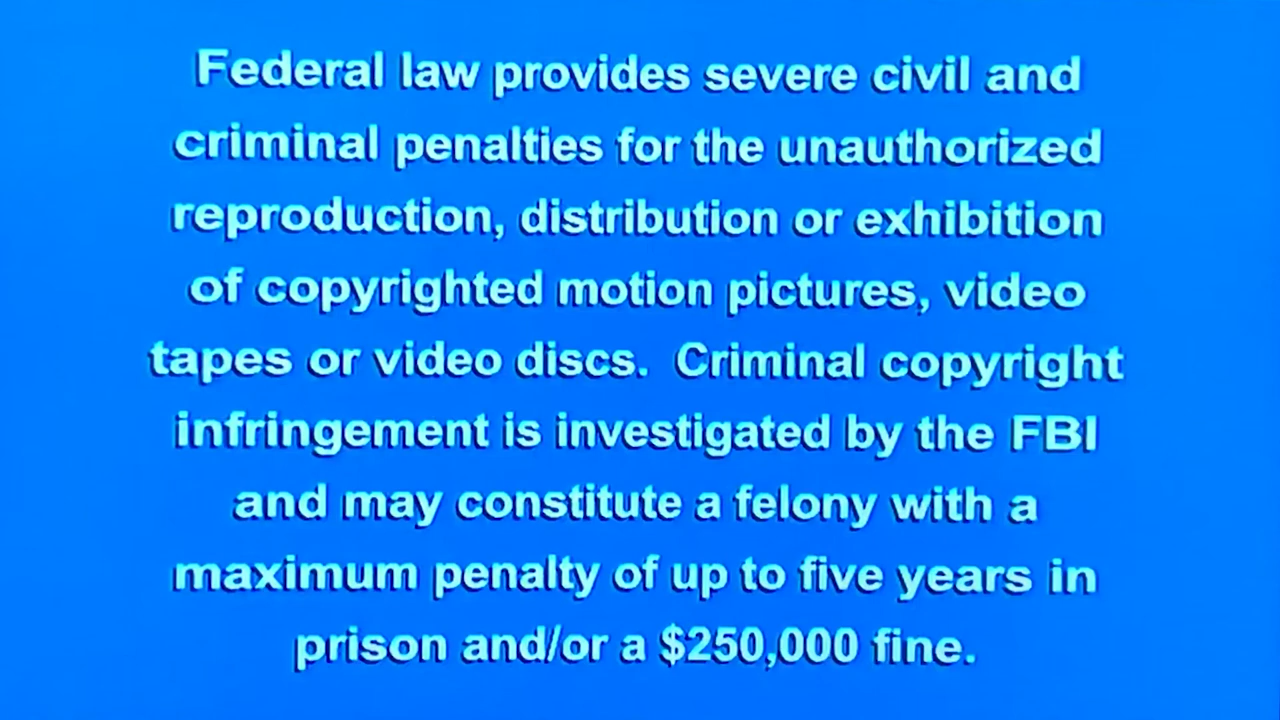 Federal law provides severe civil and
criminal penalties for the unauthorized
reproduction, distribution or exhibition
of copyrighted motion pictures, video
tapes or video discs.  Criminal copyright
infringement is investigated by the FBI
and may constitute a felony with a
maximum penalty of up to five years in
prison and/or a $250,000 fine.